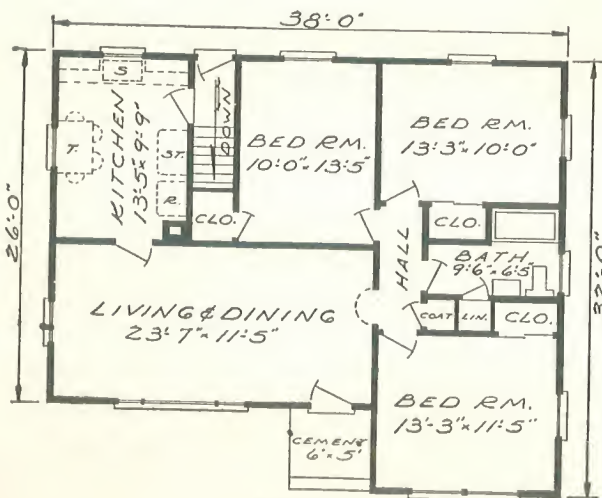 38'-0"
26'-0"
S
T.
KITCHEN
13'-5" x 9'-9"
ST.
R.
DOWN
CLO.
BED RM.
10'-0" x 13'-5"
BED RM.
13'-3" x 10'-0"
CLO.
HALL
BATH
9'-6" x 6'-5"
COAT
LIN.
CLO.
LIVING & DINING
23'-7" x 11'-5"
BED RM.
13'-3" x 11'-5"
CEMENT
6' x 5'